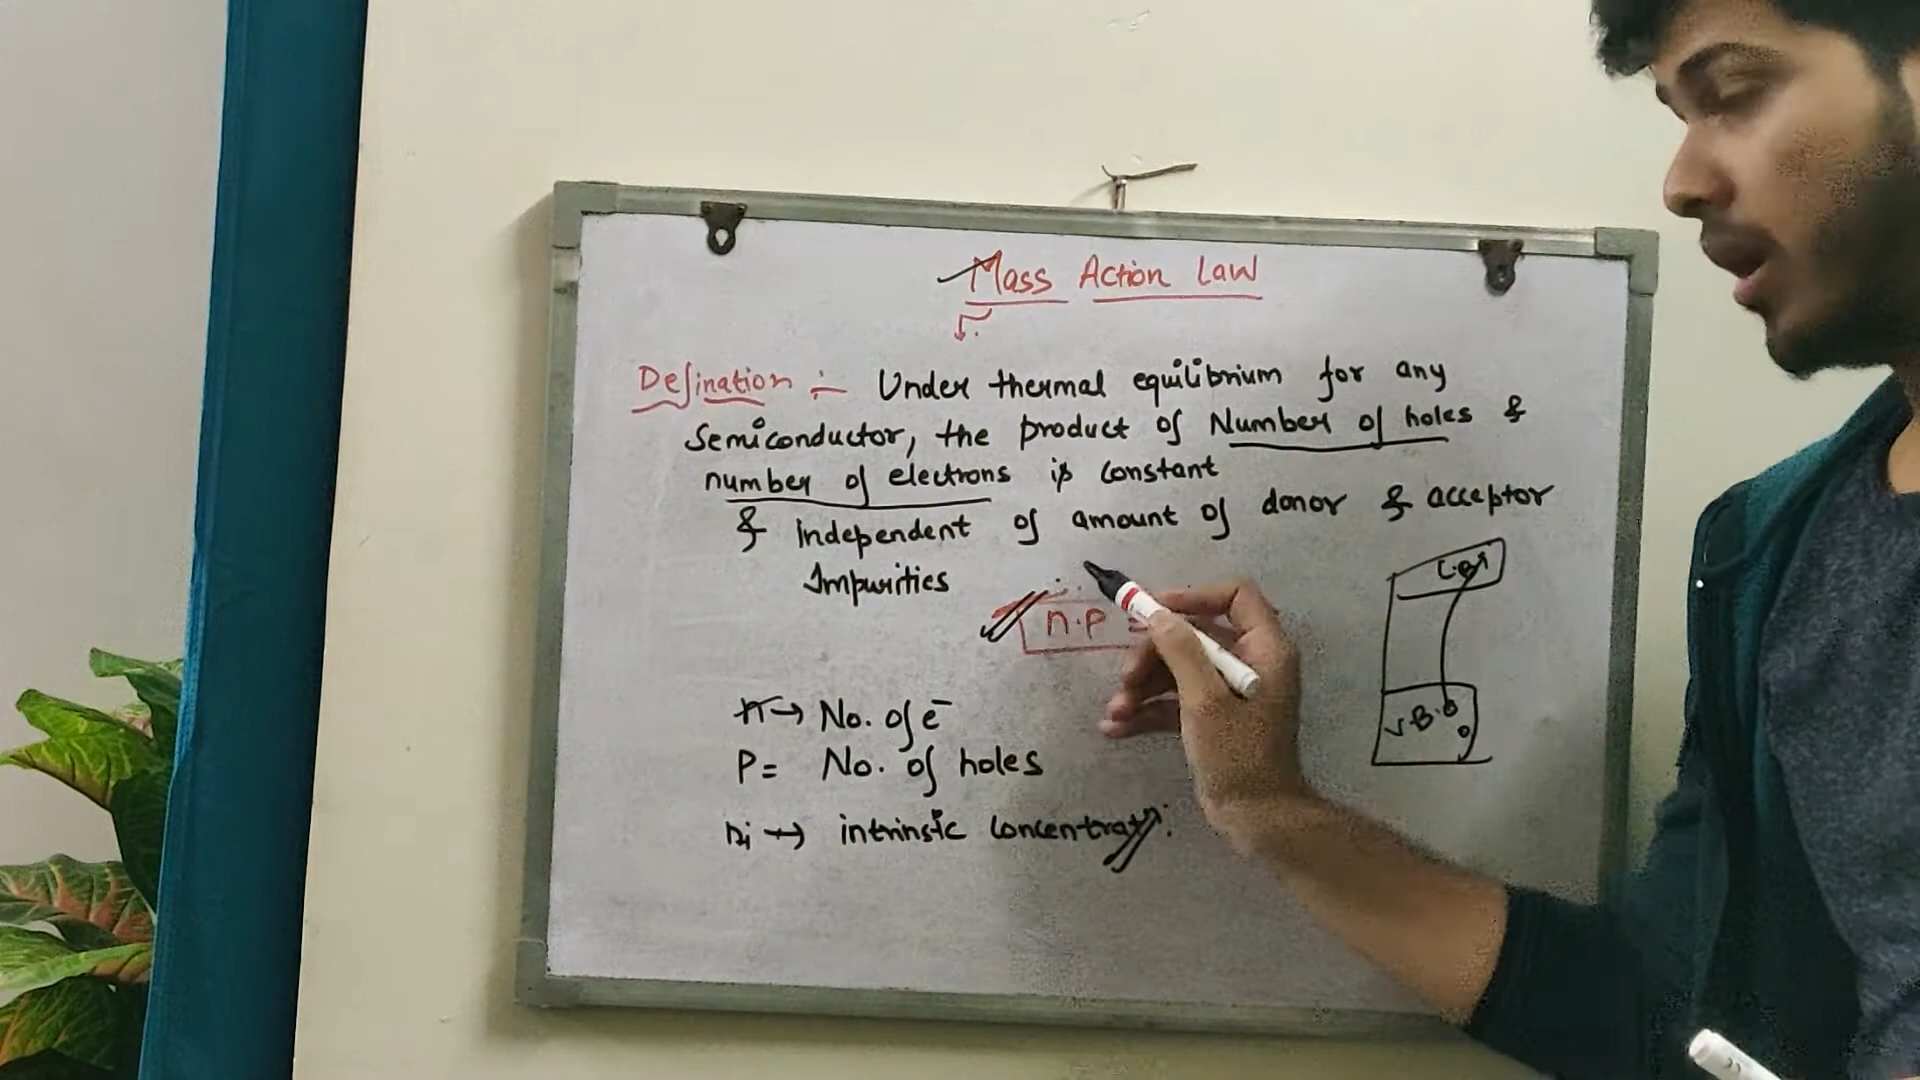 Mass Action Law
Defination :- Under thermal equilibrium for any
Semiconductor, the product of Number of holes &
number of electrons is constant
& independent of amount of donor & acceptor
Impurities
n.p =
n → No. of e⁻
P = No. of holes
ni → intrinsic concentrat
C.B
V.B